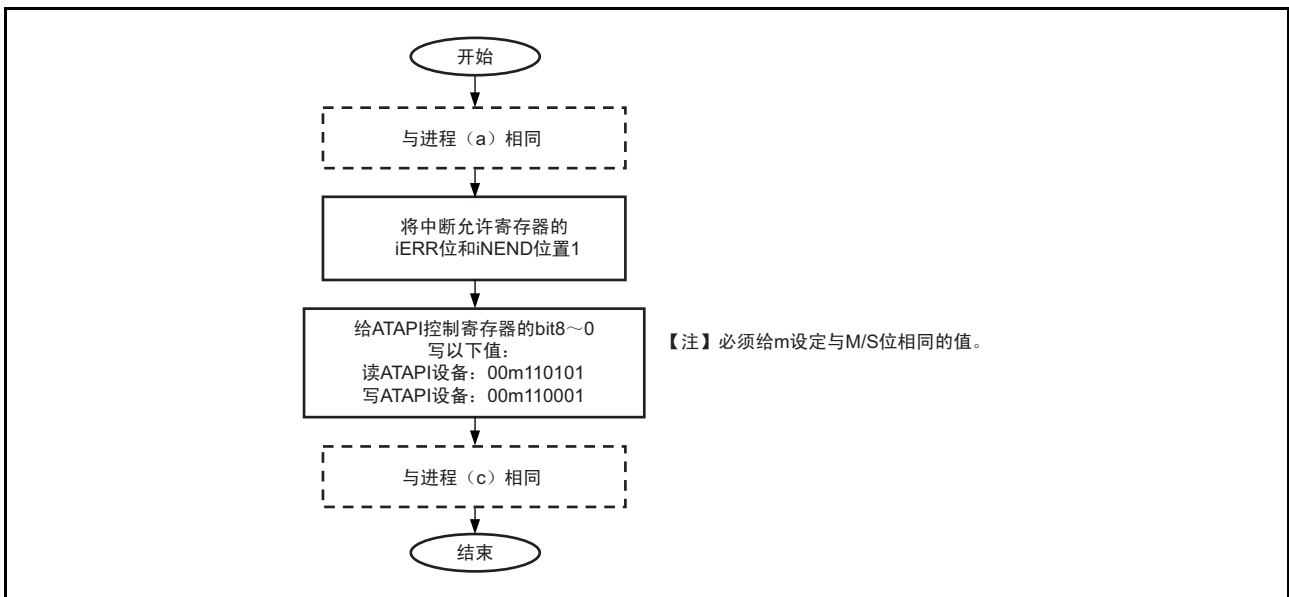 开始
与进程（a）相同
将中断允许寄存器的
iERR位和iNEND位置1
给ATAPI控制寄存器的bit8～0
写以下值：
读ATAPI设备：00m110101
写ATAPI设备：00m110001
【注】必须给m设定与M/S位相同的值。
与进程（c）相同
结束